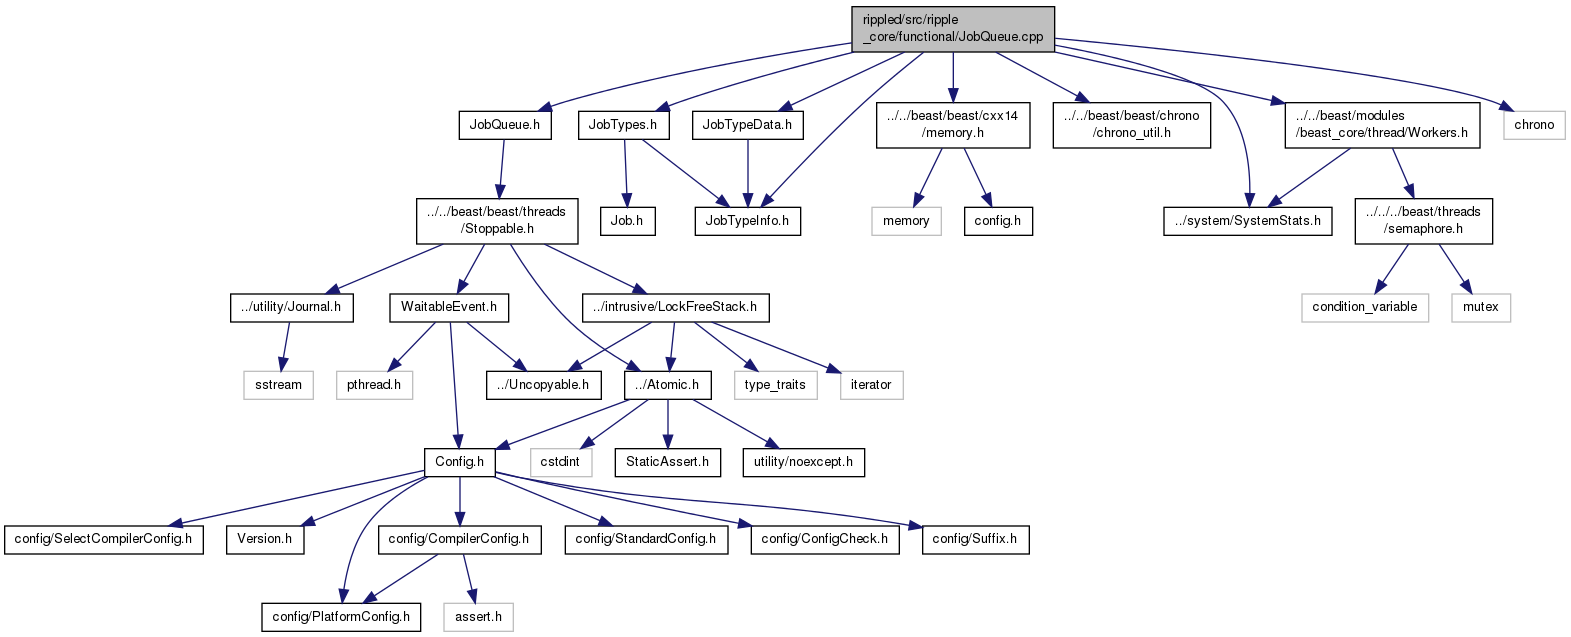 rippled/src/ripple
_core/functional/JobQueue.cpp
JobQueue.h
JobTypes.h
JobTypeData.h
../../beast/beast/cxx14
/memory.h
../../beast/beast/chrono
/chrono_util.h
../../beast/modules
/beast_core/thread/Workers.h
chrono
../../beast/beast/threads
/Stoppable.h
Job.h
JobTypeInfo.h
memory
config.h
../system/SystemStats.h
../../../beast/threads
/semaphore.h
../utility/Journal.h
WaitableEvent.h
../intrusive/LockFreeStack.h
condition_variable
mutex
sstream
pthread.h
../Uncopyable.h
../Atomic.h
type_traits
iterator
Config.h
cstdint
StaticAssert.h
utility/noexcept.h
config/SelectCompilerConfig.h
Version.h
config/CompilerConfig.h
config/StandardConfig.h
config/ConfigCheck.h
config/Suffix.h
config/PlatformConfig.h
assert.h